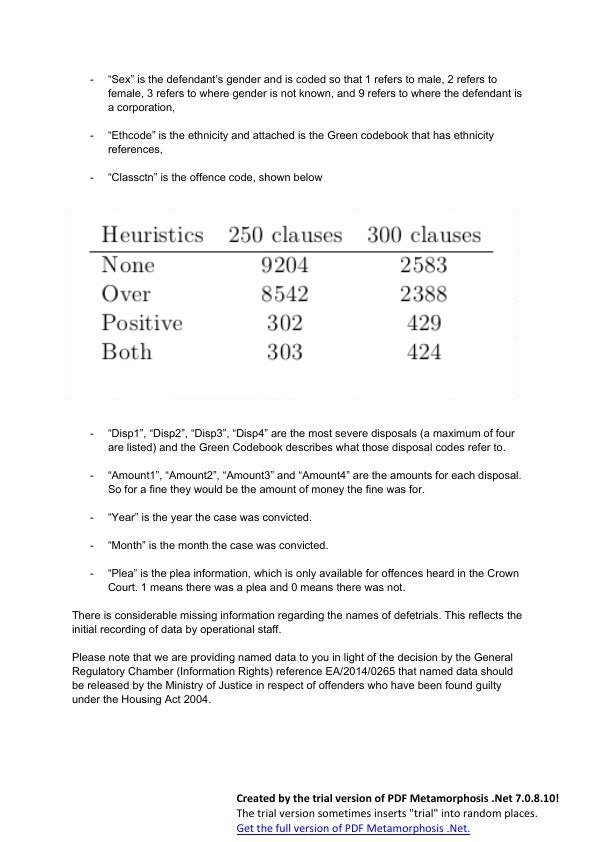 - “Sex” is the defendant’s gender and is coded so that 1 refers to male, 2 refers to
female, 3 refers to where gender is not known, and 9 refers to where the defendant is
a corporation,
- “Ethcode” is the ethnicity and attached is the Green codebook that has ethnicity
references,
- “Classctn” is the offence code, shown below
Heuristics 250 clauses 300 clauses
None 9204 2583
Over 8542 2388
Positive 302 429
Both 303 424
- “Disp1”, “Disp2”, “Disp3”, “Disp4” are the most severe disposals (a maximum of four
are listed) and the Green Codebook describes what those disposal codes refer to.
- “Amount1”, “Amount2”, “Amount3” and “Amount4” are the amounts for each disposal.
So for a fine they would be the amount of money the fine was for.
- “Year” is the year the case was convicted.
- “Month” is the month the case was convicted.
- “Plea” is the plea information, which is only available for offences heard in the Crown
Court. 1 means there was a plea and 0 means there was not.
There is considerable missing information regarding the names of defetrials. This reflects the
initial recording of data by operational staff.
Please note that we are providing named data to you in light of the decision by the General
Regulatory Chamber (Information Rights) reference EA/2014/0265 that named data should
be released by the Ministry of Justice in respect of offenders who have been found guilty
under the Housing Act 2004.
Created by the trial version of PDF Metamorphosis .Net 7.0.8.10!
The trial version sometimes inserts "trial" into random places.
Get the full version of PDF Metamorphosis .Net.